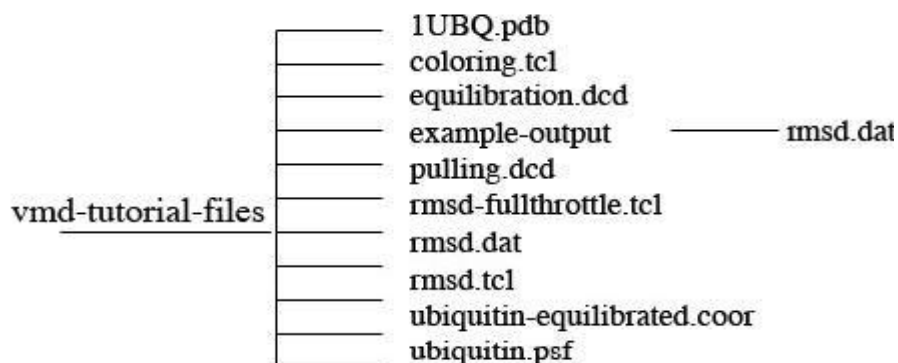 1UBQ.pdb
coloring.tcl
equilibration.dcd
example-output rmsd.dat
pulling.dcd
rmsd-fullthrottle.tcl
vmd-tutorial-files
rmsd.dat
rmsd.tcl
ubiquitin-equilibrated.coor
ubiquitin.psf